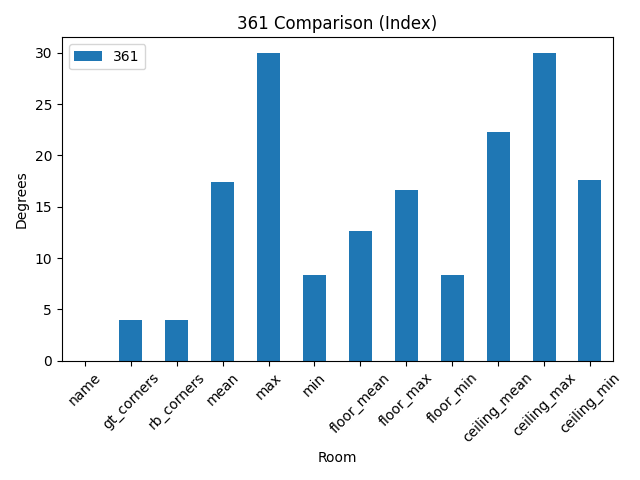 361 Comparison (Index)
361
Degrees
30
25
20
15
10
5
0
name
gt_corners
rb_corners
mean
max
min
floor_mean
floor_max
floor_min
ceiling_mean
ceiling_max
ceiling_min
Room